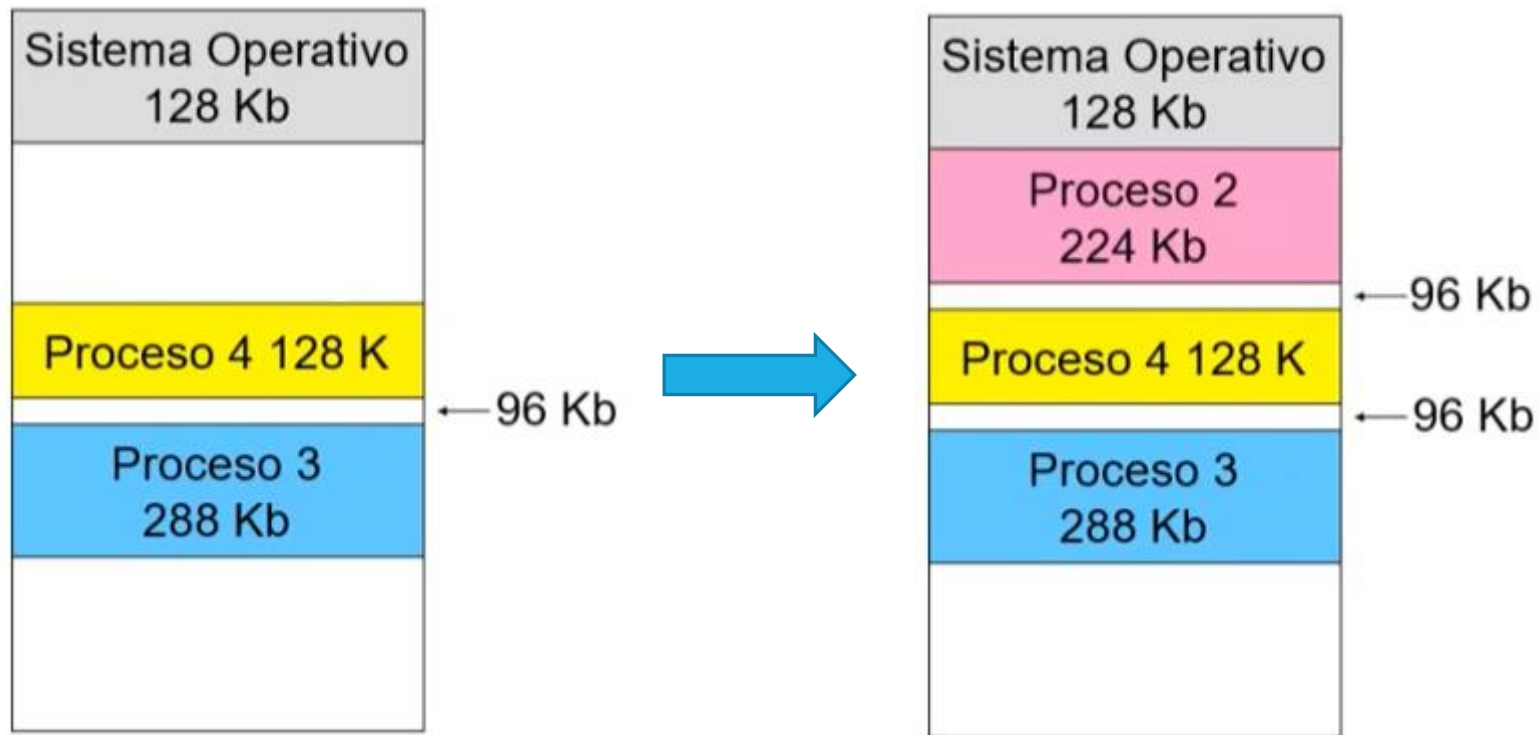 Sistema Operativo
128 Kb
Proceso 4 128 K
96 Kb
Proceso 3
288 Kb
Sistema Operativo
128 Kb
Proceso 2
224 Kb
96 Kb
Proceso 4 128 K
96 Kb
Proceso 3
288 Kb